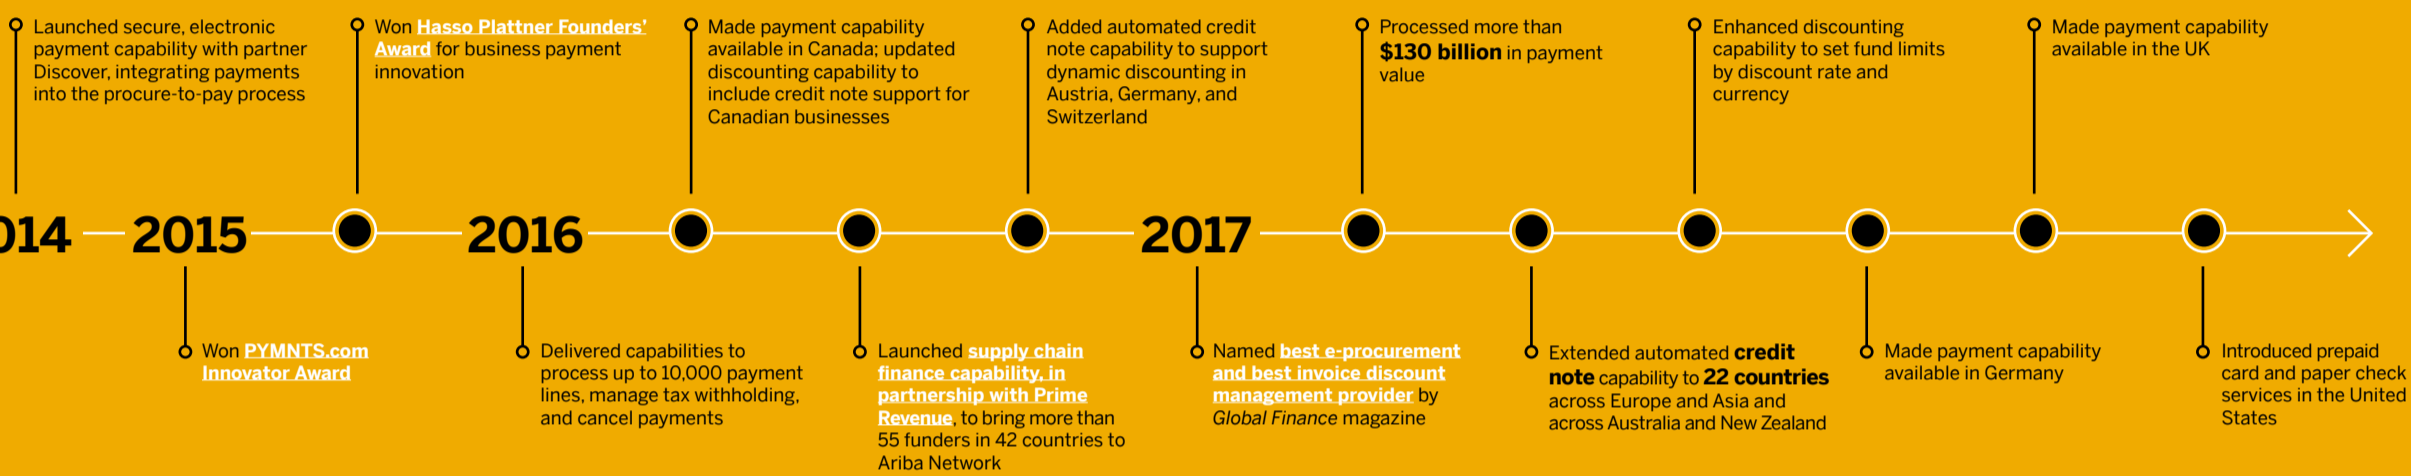 Launched secure, electronic
payment capability with partner
Discover, integrating payments
into the procure-to-pay process
Won Hasso Plattner Founders'
Award for business payment
innovation
Made payment capability
available in Canada; updated
discounting capability to
include credit note support for
Canadian businesses
Added automated credit
note capability to support
dynamic discounting in
Austria, Germany, and
Switzerland
Processed more than
$130 billion in payment
value
Enhanced discounting
capability to set fund limits
by discount rate and
currency
Made payment capability
available in the UK
014 2015 2016 2017
Won PYMNTS.com
Innovator Award
Delivered capabilities to
process up to 10,000 payment
lines, manage tax withholding,
and cancel payments
Launched supply chain
finance capability, in
partnership with Prime
Revenue, to bring more than
55 funders in 42 countries to
Ariba Network
Named best e-procurement
and best invoice discount
management provider by
Global Finance magazine
Extended automated credit
note capability to 22 countries
across Europe and Asia and
across Australia and New Zealand
Made payment capability
available in Germany
Introduced prepaid
card and paper check
services in the United
States